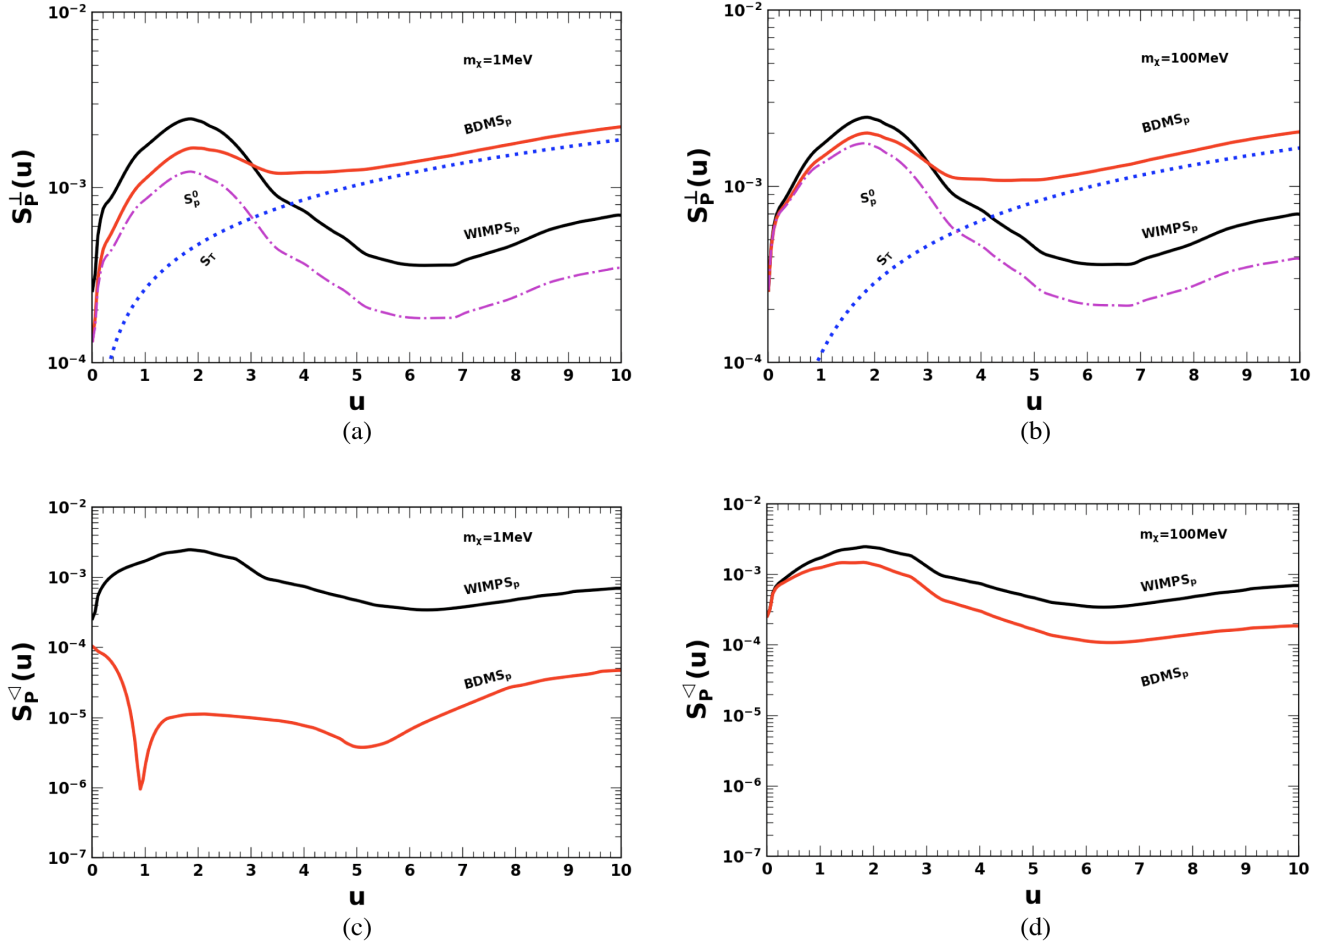 10⁻²
10⁻³
10⁻⁴
S_P^⊥(u)
m_χ=1MeV
BDMS_p
S_p^0
S_T
WIMPS_p
0 1 2 3 4 5 6 7 8 9 10
u
(a)
10⁻²
10⁻³
10⁻⁴
S_P^⊥(u)
m_χ=100MeV
BDMS_p
S_p^0
S_T
WIMPS_p
0 1 2 3 4 5 6 7 8 9 10
u
(b)
10⁻²
10⁻³
10⁻⁴
10⁻⁵
10⁻⁶
10⁻⁷
S_P^▽(u)
m_χ=1MeV
WIMPS_p
BDMS_p
0 1 2 3 4 5 6 7 8 9 10
u
(c)
10⁻²
10⁻³
10⁻⁴
10⁻⁵
10⁻⁶
10⁻⁷
S_P^▽(u)
m_χ=100MeV
WIMPS_p
BDMS_p
0 1 2 3 4 5 6 7 8 9 10
u
(d)